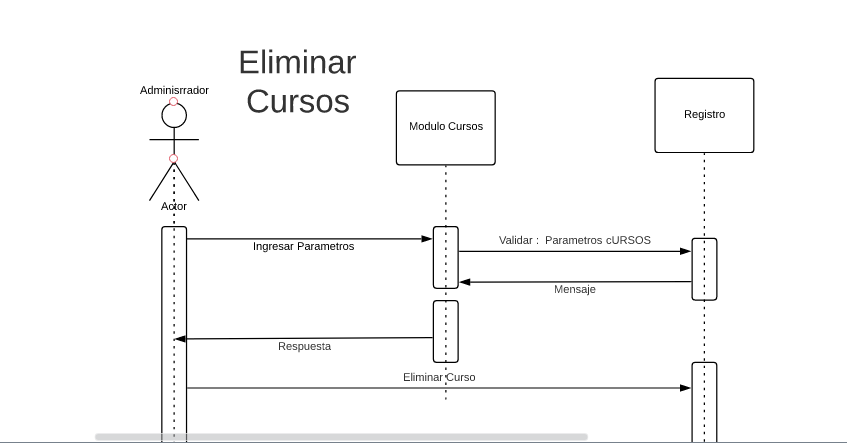 Eliminar
Cursos
Adminisrrador
Modulo Cursos
Registro
Actor
Ingresar Parametros
Validar :  Parametros cURSOS
Mensaje
Respuesta
Eliminar Curso